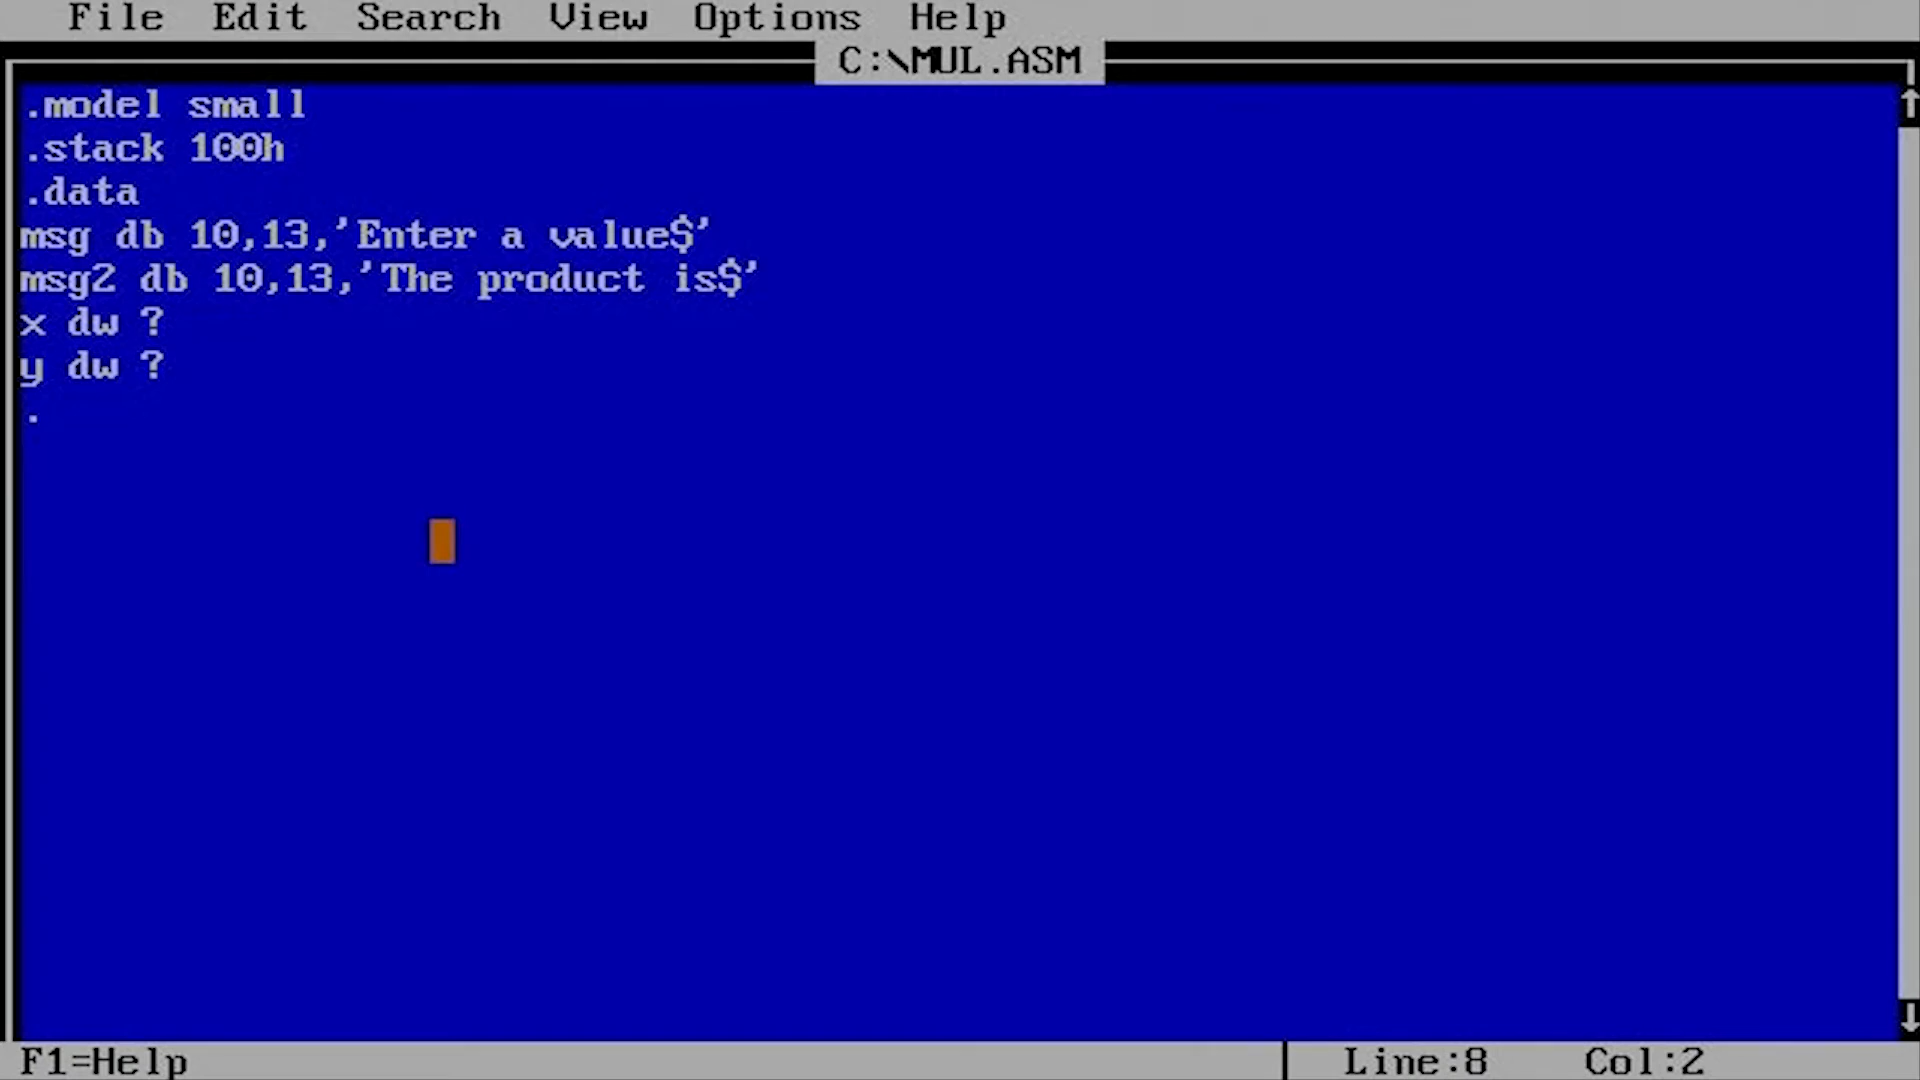 File Edit Search View Options Help
C:\MUL.ASM
.model small
.stack 100h
.data
msg db 10,13,'Enter a value$'
msg2 db 10,13,'The product is$'
x dw ?
y dw ?
.
F1=Help Line:8 Col:2